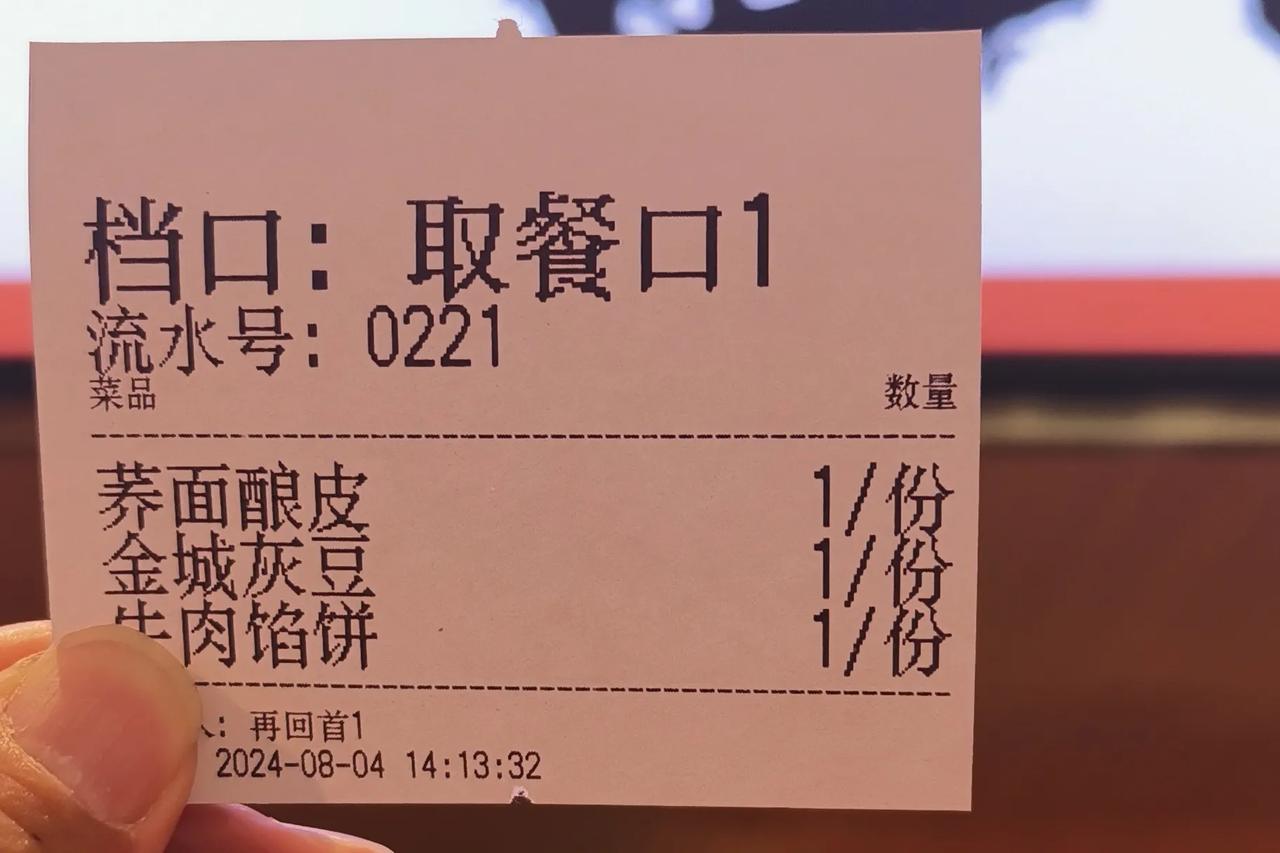 档口: 取餐口1
流水号: 0221
菜品 数量
荞面酿皮 1/份
金城灰豆 1/份
牛肉馅饼 1/份
人: 再回首1
2024-08-04 14:13:32